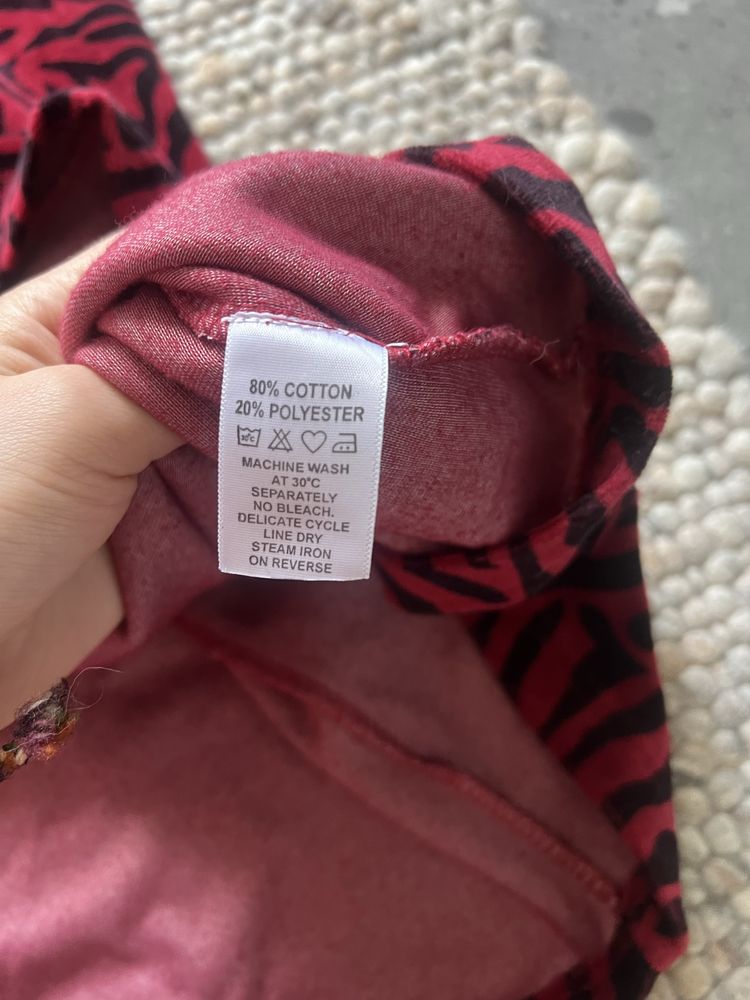 80% COTTON
20% POLYESTER
30°C
MACHINE WASH
AT 30°C
SEPARATELY
NO BLEACH.
DELICATE CYCLE
LINE DRY
STEAM IRON
ON REVERSE